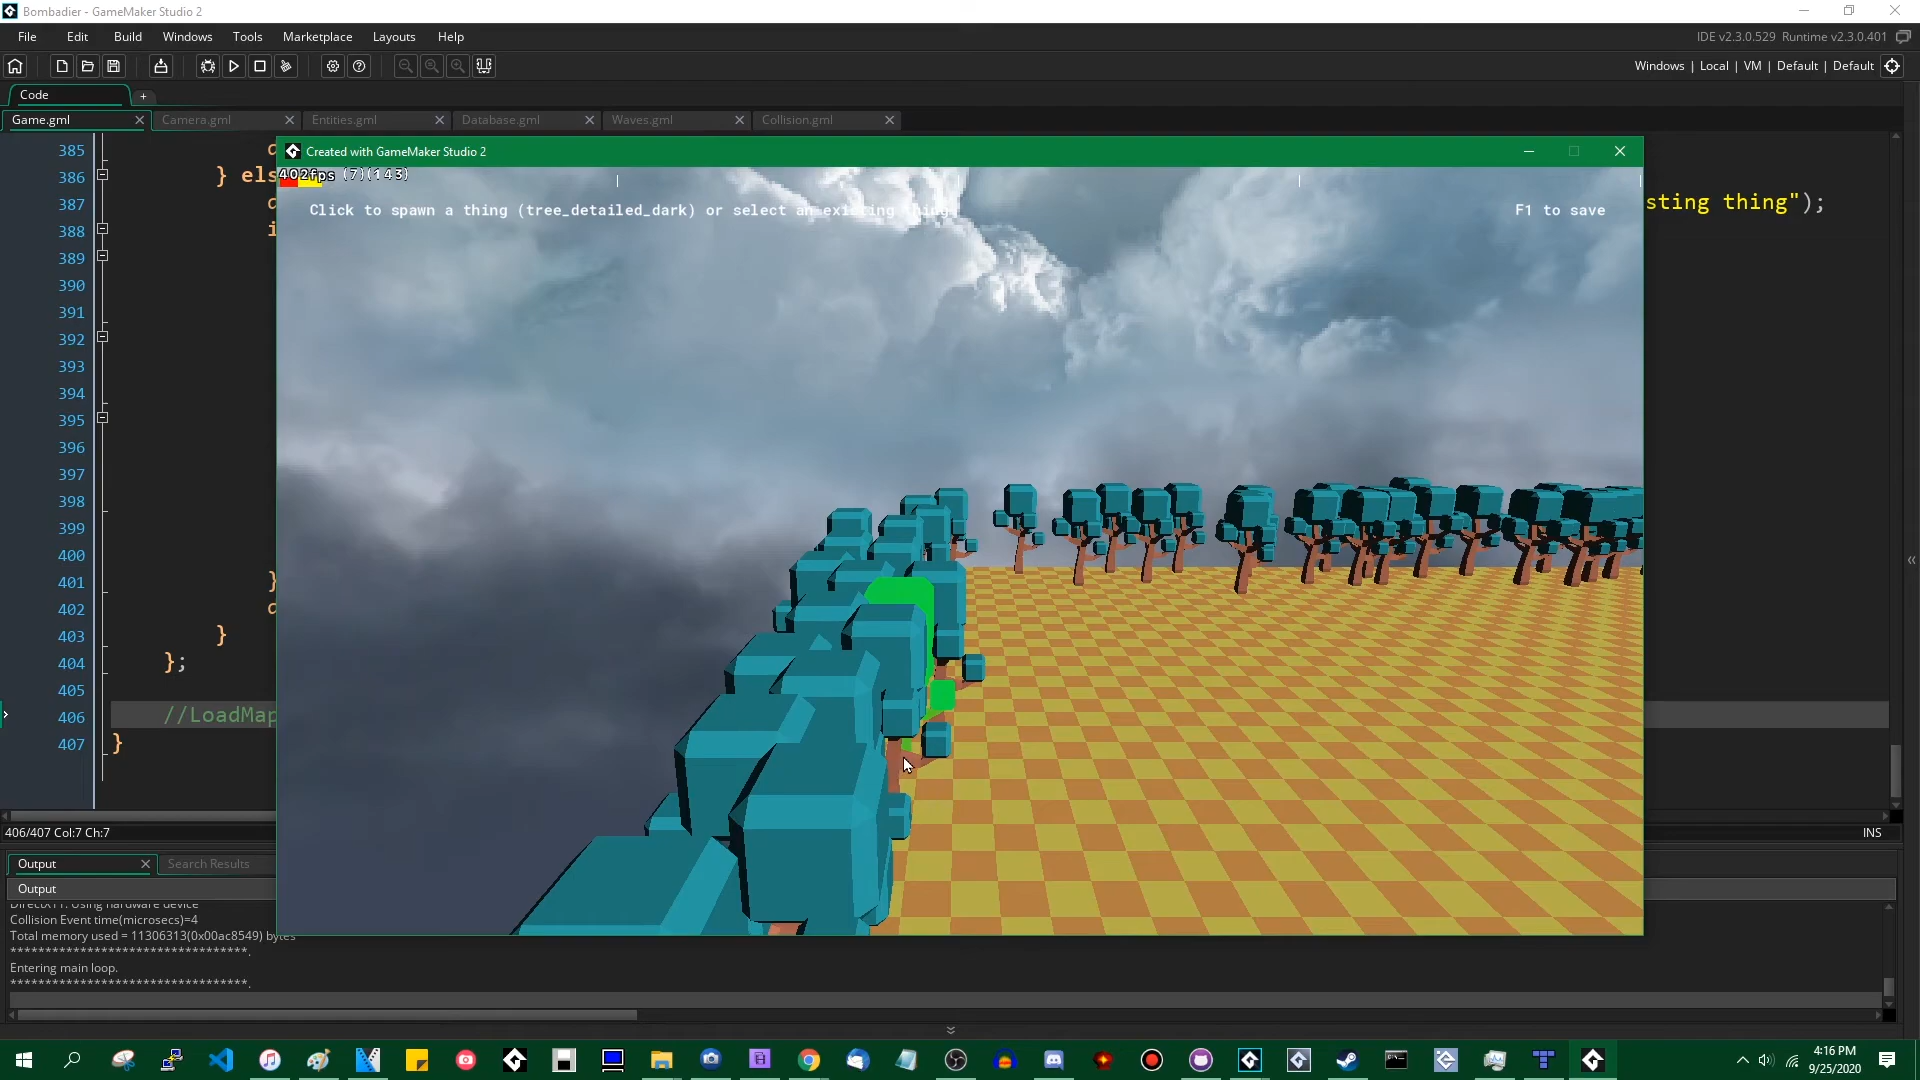 Bombadier - GameMaker Studio 2
File Edit Build Windows Tools Marketplace Layouts Help
IDE v2.3.0.529 Runtime v2.3.0.401
Windows | Local | VM | Default | Default
Code
+
Game.gml Camera.gml Entities.gml Database.gml Waves.gml Collision.gml
Created with GameMaker Studio 2
402fps (7)(143)
Click to spawn a thing (tree_detailed_dark) or select an existing thing
F1 to save
385
386 } els
387 sting thing");
388 i
389
390
391
392
393
394
395
396
397
398
399
400
401 }
402
403 }
404 };
405
406 //LoadMap
407 }
406/407 Col:7 Ch:7
INS
Output Search Results
Output
DirectX11: Using hardware device
Collision Event time(microsecs)=4
Total memory used = 11306313(0x00ac8549) bytes
**********************************.
Entering main loop.
**********************************.
4:16 PM
9/25/2020